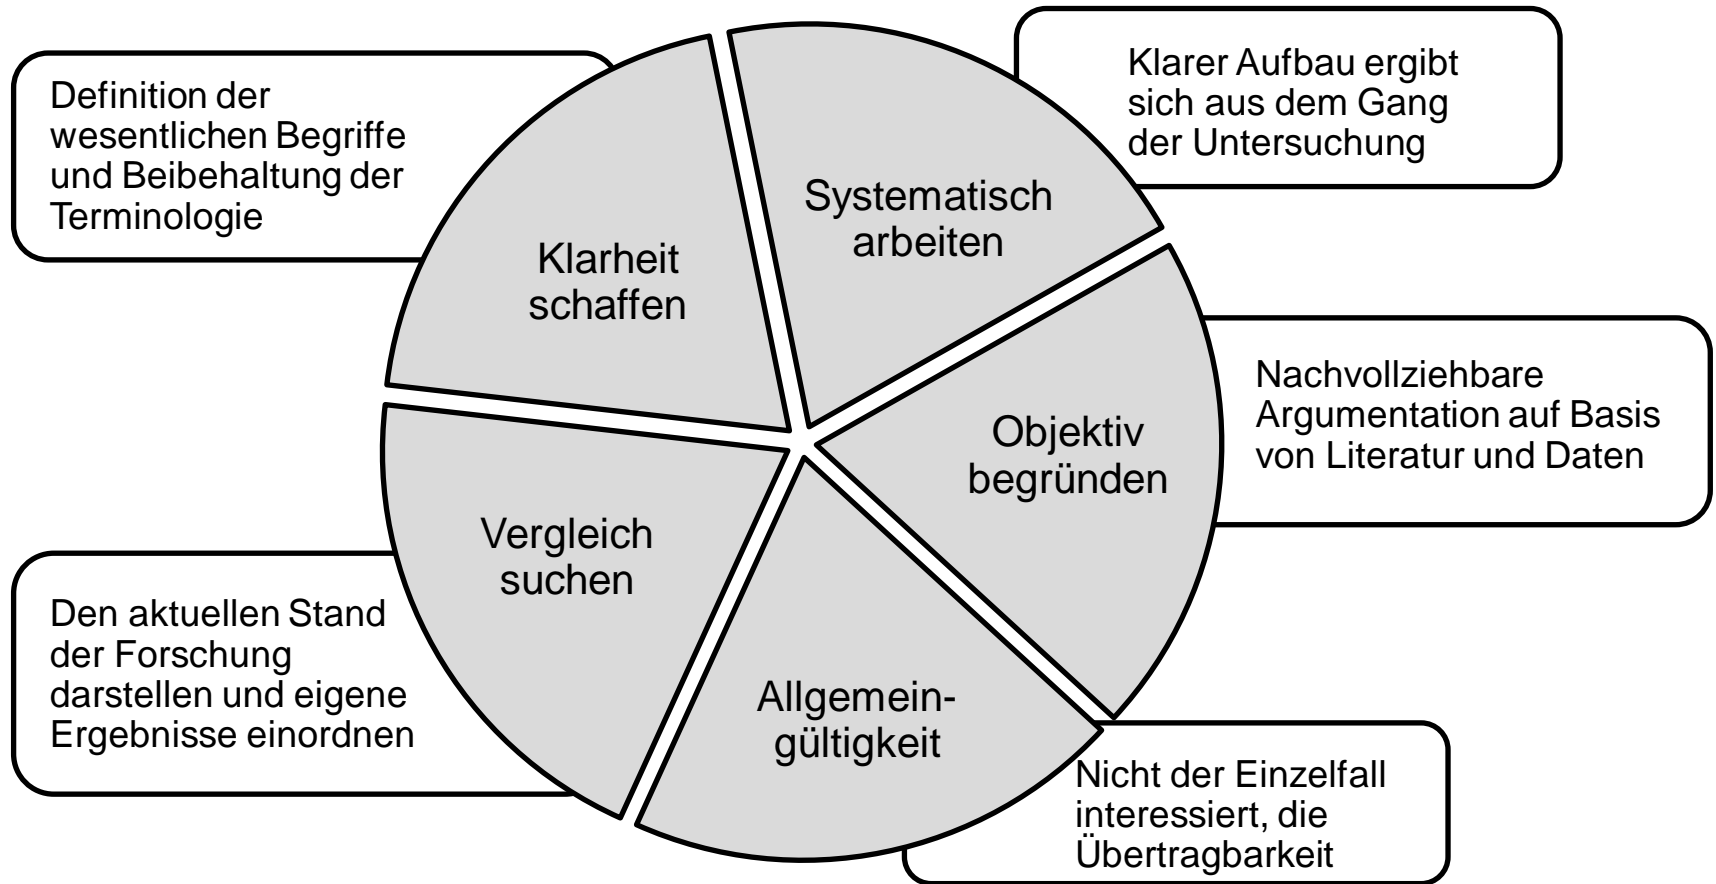 Klarer Aufbau ergibt
sich aus dem Gang
der Untersuchung
Systematisch
arbeiten
Definition der
wesentlichen Begriffe
und Beibehaltung der
Terminologie
Klarheit
schaffen
Nachvollziehbare
Argumentation auf Basis
von Literatur und Daten
Objektiv
begründen
Vergleich
suchen
Den aktuellen Stand
der Forschung
darstellen und eigene
Ergebnisse einordnen
Allgemein-
gültigkeit
Nicht der Einzelfall
interessiert, die
Übertragbarkeit